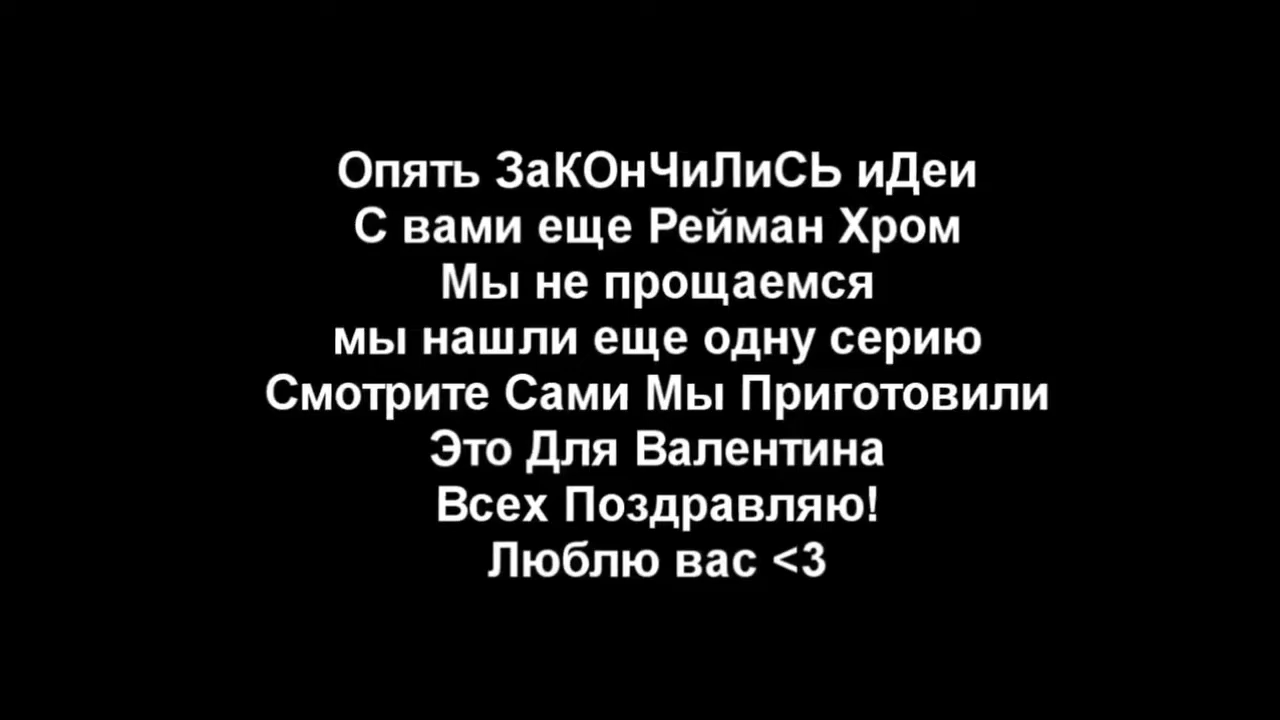 Опять ЗаКОнЧиЛиСЬ иДеи
С вами еще Рейман Хром
Мы не прощаемся
мы нашли еще одну серию
Смотрите Сами Мы Приготовили
Это Для Валентина
Всех Поздравляю!
Люблю вас <3